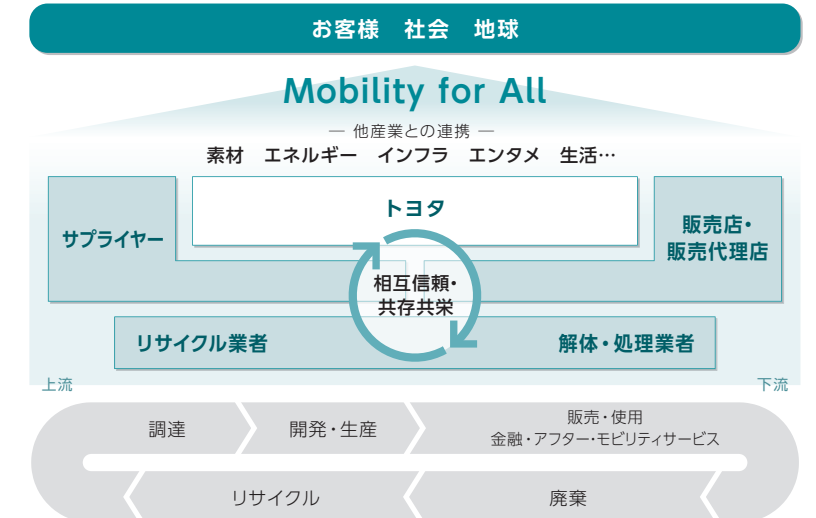 お客様 社会 地球
Mobility for All
― 他産業との連携 ―
素材 エネルギー インフラ エンタメ 生活…
トヨタ
サプライヤー
販売店・
販売代理店
相互信頼・
共存共栄
リサイクル業者
解体・処理業者
上流
下流
調達
開発・生産
販売・使用
金融・アフター・モビリティサービス
リサイクル
廃棄